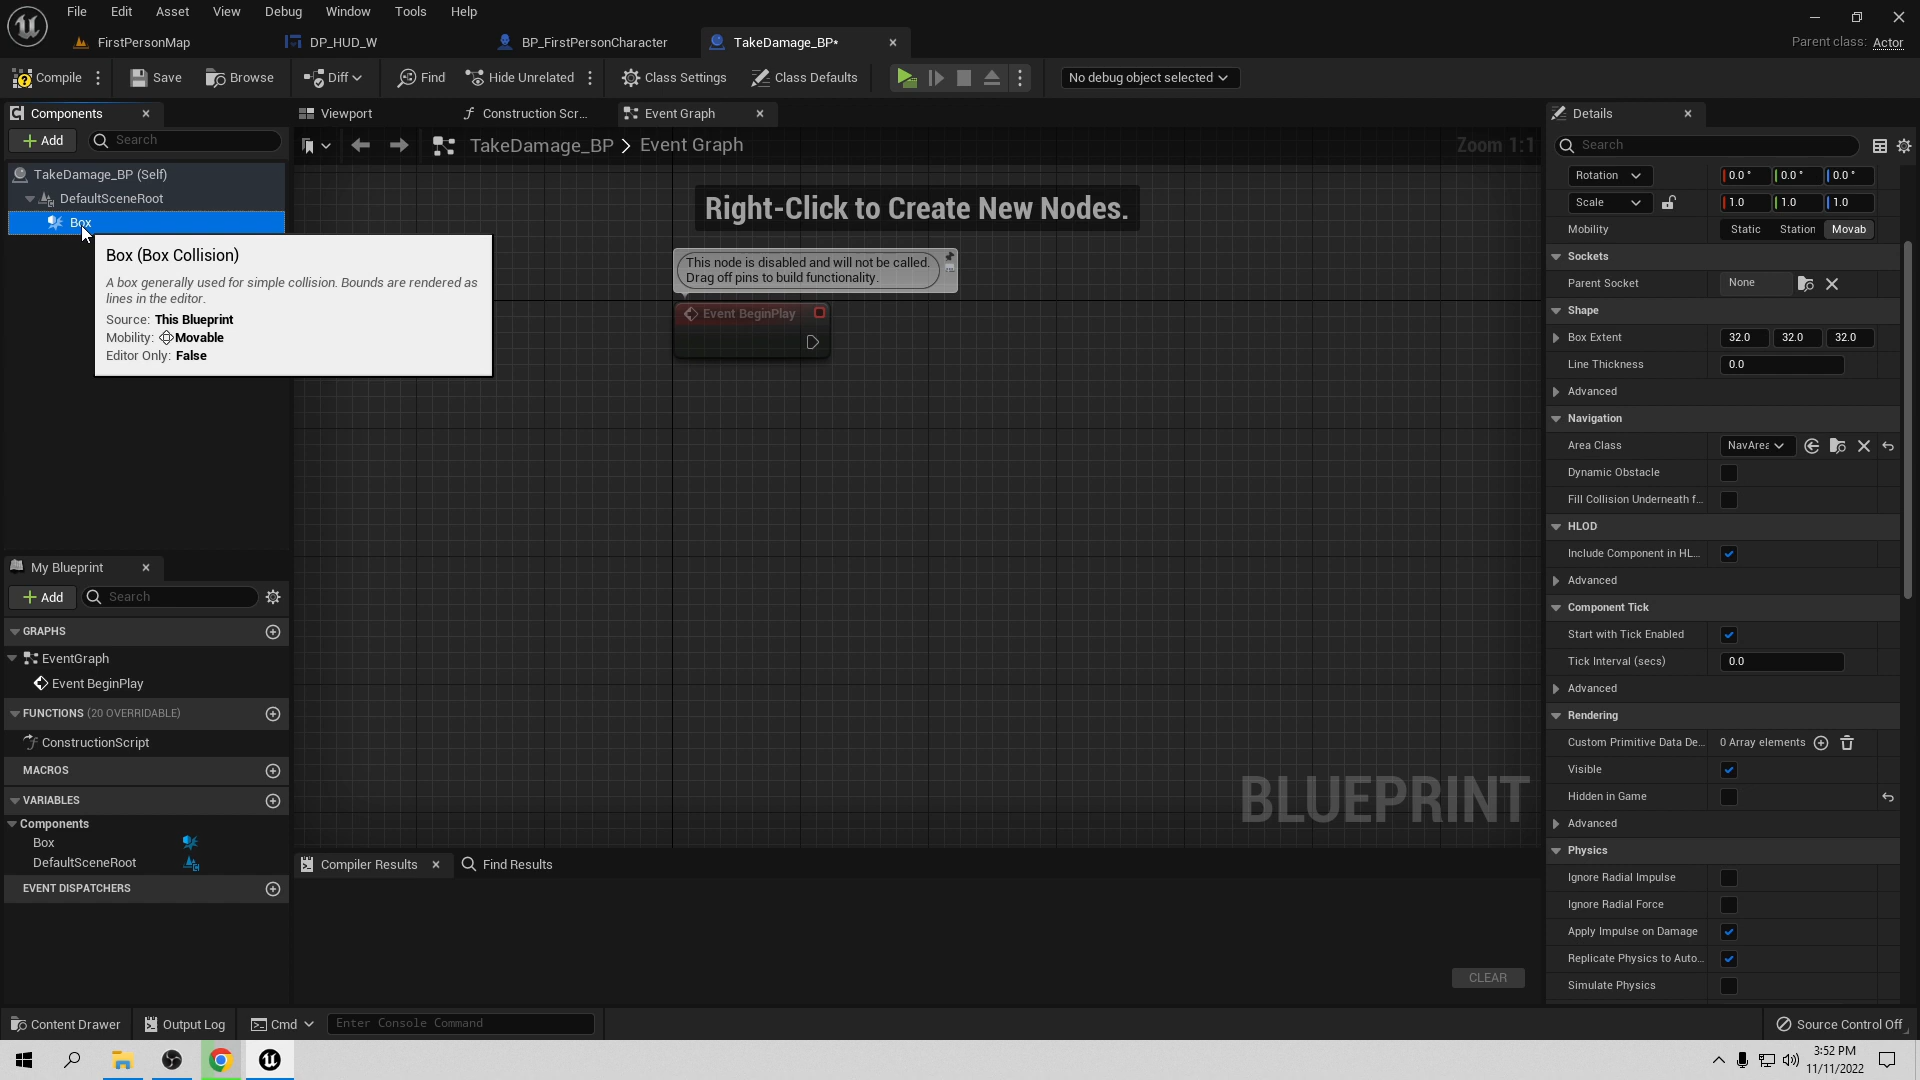 File Edit Asset View Debug Window Tools Help
FirstPersonMap DP_HUD_W BP_FirstPersonCharacter TakeDamage_BP* Parent class: Actor
Compile Save Browse Diff Find Hide Unrelated Class Settings Class Defaults No debug object selected
Components Viewport Construction Scr... Event Graph Details
Add Search TakeDamage_BP > Event Graph Zoom 1:1 Search
TakeDamage_BP (Self)
DefaultSceneRoot
Box
Box (Box Collision)
A box generally used for simple collision. Bounds are rendered as
lines in the editor.
Source: This Blueprint
Mobility: Movable
Editor Only: False
Right-Click to Create New Nodes.
This node is disabled and will not be called.
Drag off pins to build functionality.
Event BeginPlay
BLUEPRINT
My Blueprint
Add Search
GRAPHS
EventGraph
Event BeginPlay
FUNCTIONS (20 OVERRIDABLE)
ConstructionScript
MACROS
VARIABLES
Components
Box
DefaultSceneRoot
EVENT DISPATCHERS
Compiler Results Find Results
CLEAR
Rotation 0.0 ° 0.0 ° 0.0 °
Scale 1.0 1.0 1.0
Mobility Static Station Movab
Sockets
Parent Socket None
Shape
Box Extent 32.0 32.0 32.0
Line Thickness 0.0
Advanced
Navigation
Area Class NavArea
Dynamic Obstacle
Fill Collision Underneath f...
HLOD
Include Component in HL...
Advanced
Component Tick
Start with Tick Enabled
Tick Interval (secs) 0.0
Advanced
Rendering
Custom Primitive Data De... 0 Array elements
Visible
Hidden in Game
Advanced
Physics
Ignore Radial Impulse
Ignore Radial Force
Apply Impulse on Damage
Replicate Physics to Auto...
Simulate Physics
Content Drawer Output Log Cmd Enter Console Command Source Control Off
3:52 PM
11/11/2022